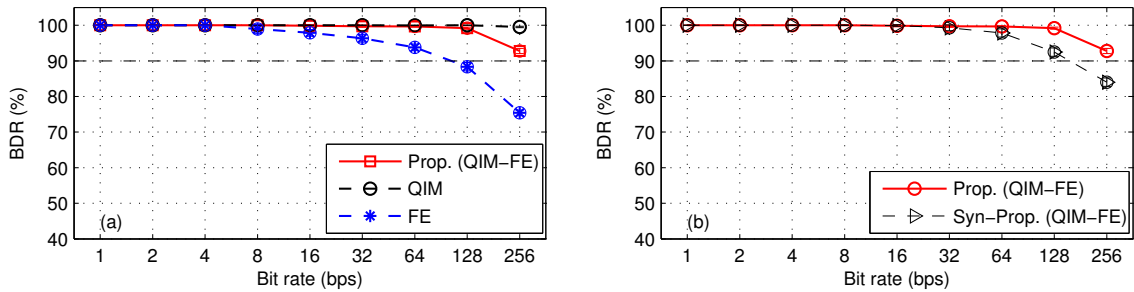 100
90
80
70
60
50
40
BDR (%)
Prop. (QIM−FE)
QIM
FE
(a)
1 2 4 8 16 32 64 128 256
Bit rate (bps)
100
90
80
70
60
50
40
BDR (%)
Prop. (QIM−FE)
Syn−Prop. (QIM−FE)
(b)
1 2 4 8 16 32 64 128 256
Bit rate (bps)